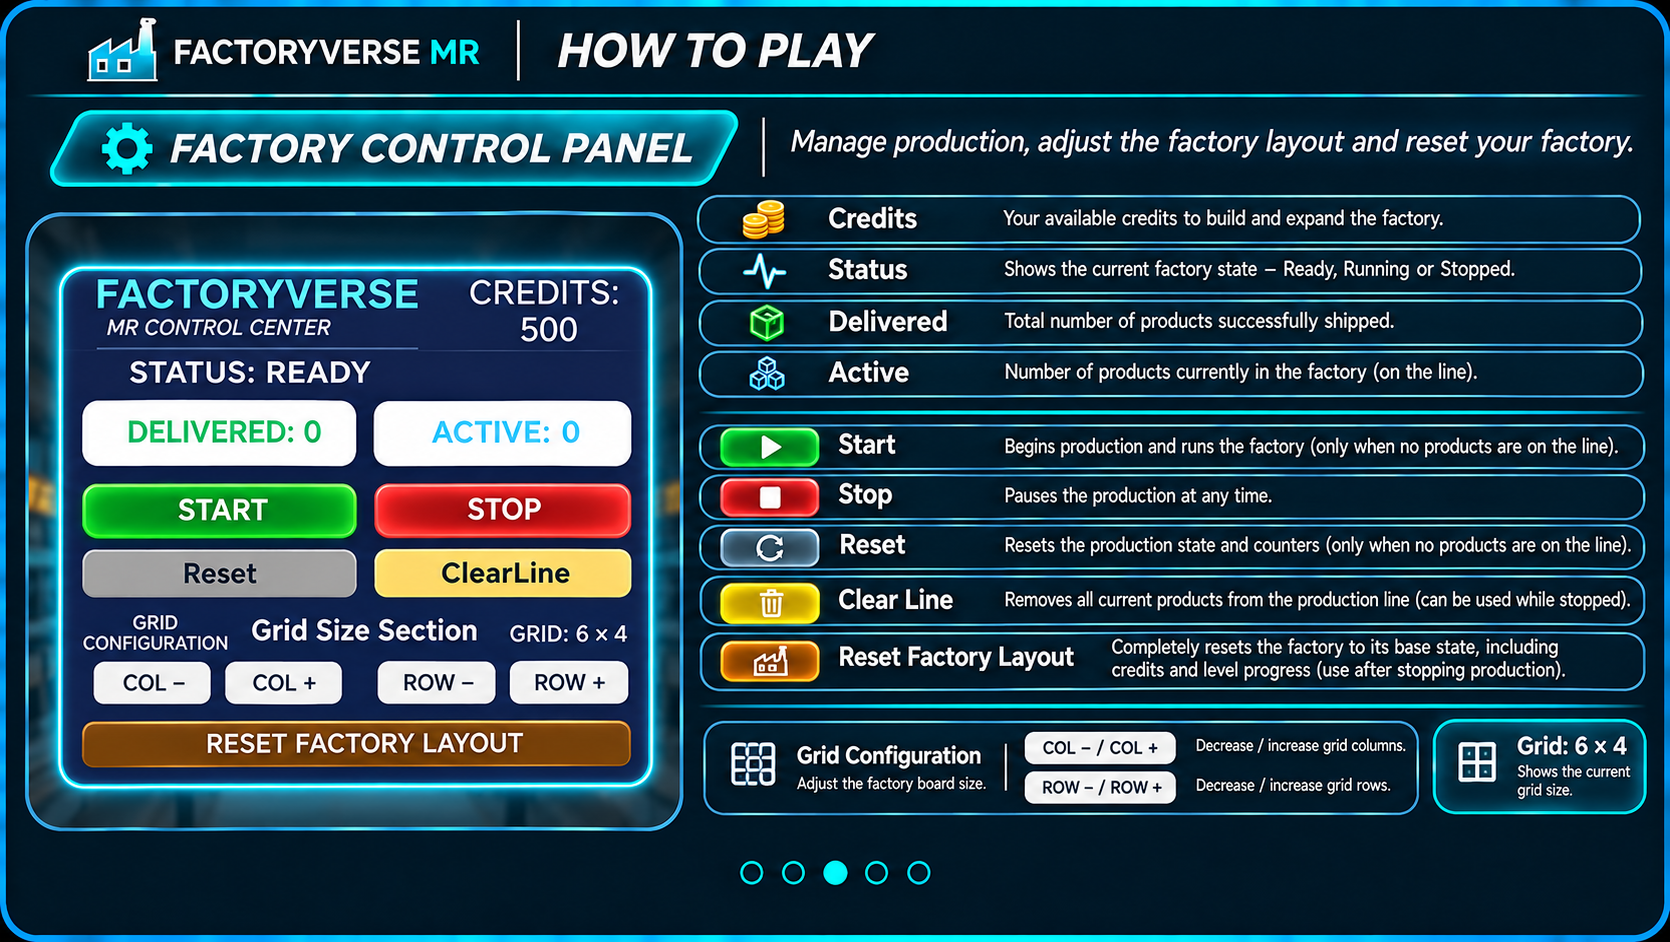 FACTORYVERSE MR
HOW TO PLAY
FACTORY CONTROL PANEL
Manage production, adjust the factory layout and reset your factory.
FACTORYVERSE
MR CONTROL CENTER
CREDITS:
500
STATUS: READY
DELIVERED: 0
ACTIVE: 0
START
STOP
Reset
ClearLine
GRID
CONFIGURATION
Grid Size Section
GRID: 6 × 4
COL –
COL +
ROW –
ROW +
RESET FACTORY LAYOUT
Credits
Your available credits to build and expand the factory.
Status
Shows the current factory state – Ready, Running or Stopped.
Delivered
Total number of products successfully shipped.
Active
Number of products currently in the factory (on the line).
Start
Begins production and runs the factory (only when no products are on the line).
Stop
Pauses the production at any time.
Reset
Resets the production state and counters (only when no products are on the line).
Clear Line
Removes all current products from the production line (can be used while stopped).
Reset Factory Layout
Completely resets the factory to its base state, including
credits and level progress (use after stopping production).
Grid Configuration
Adjust the factory board size.
COL – / COL +
Decrease / increase grid columns.
ROW – / ROW +
Decrease / increase grid rows.
Grid: 6 × 4
Shows the current
grid size.